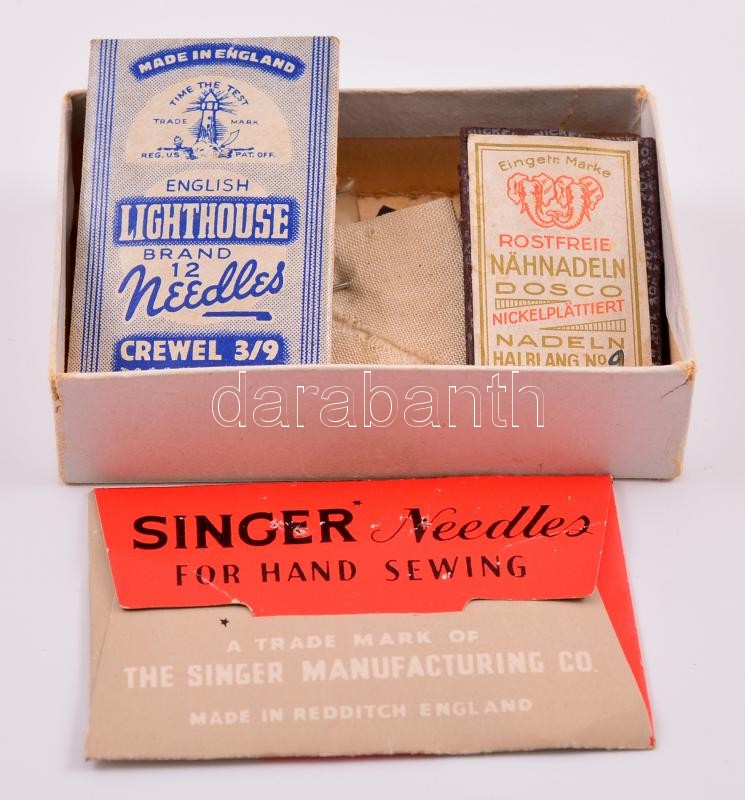 MADE IN ENGLAND
TIME THE TEST
TRADE MARK
REG. US PAT. OFF.
ENGLISH
LIGHTHOUSE
BRAND
12
Needles
CREWEL 3/9
Eingetr. Marke
ROSTFREIE
NÄHNADELN
DOSCO
NICKELPLÄTTIERT
NADELN
HALBLANG No 9
darabanth
SINGER Needles
FOR HAND SEWING
A TRADE MARK OF
THE SINGER MANUFACTURING CO.
MADE IN REDDITCH ENGLAND